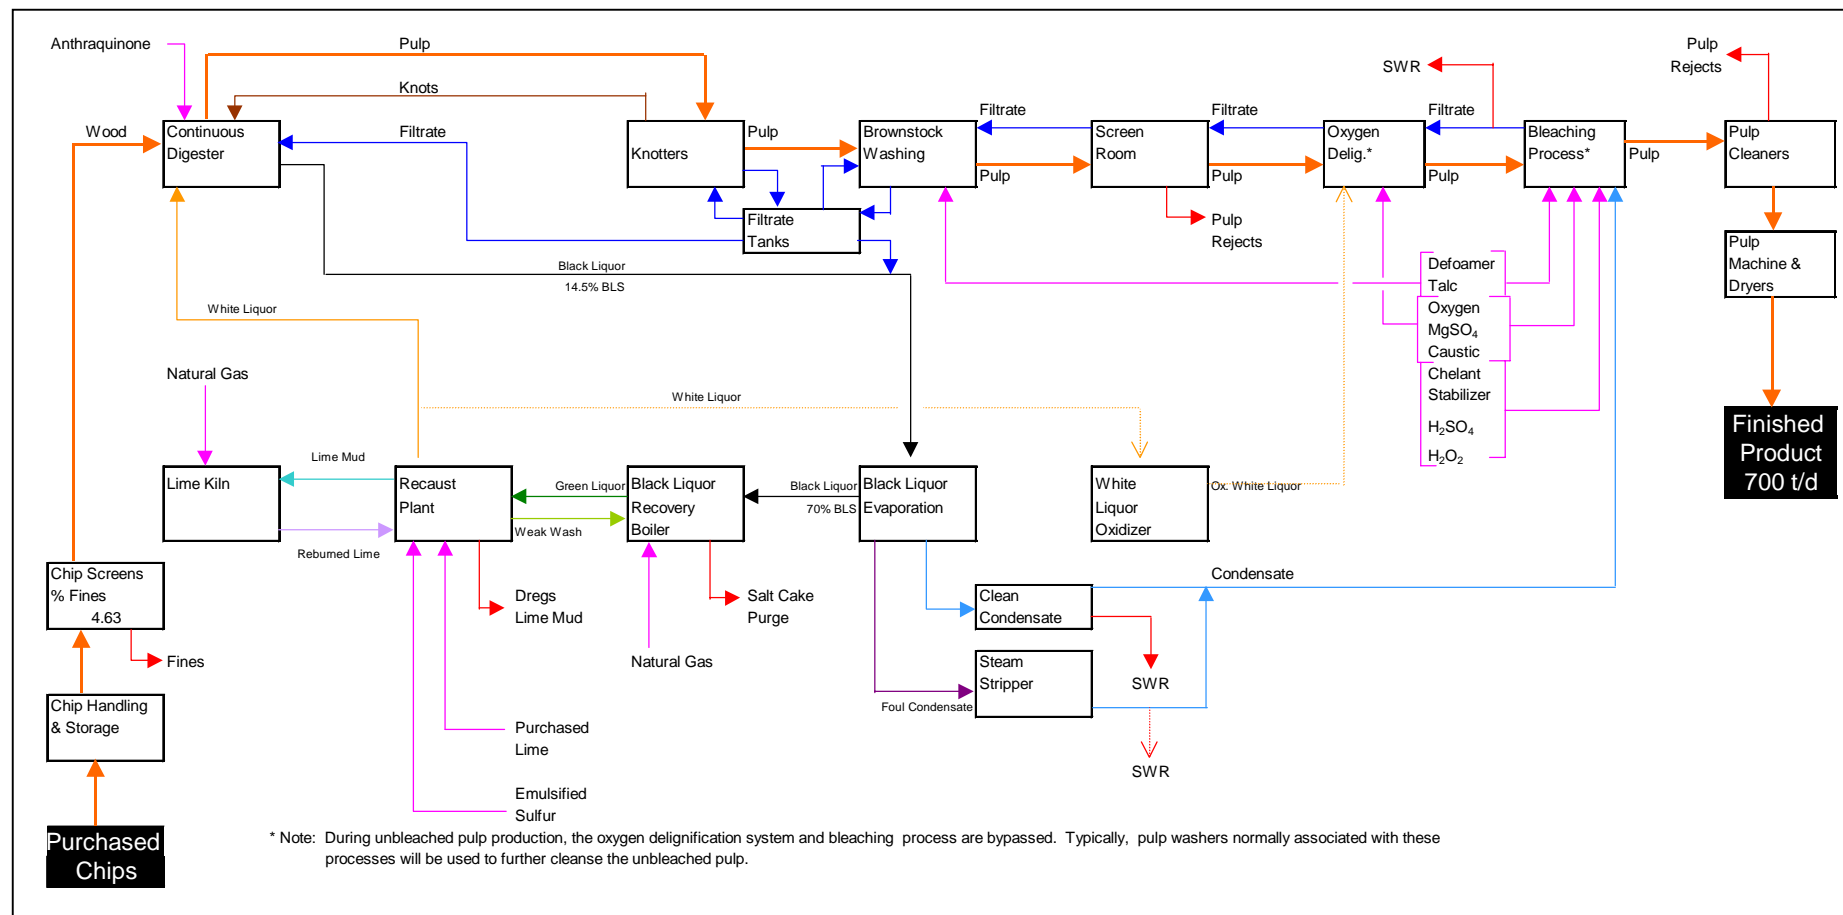 Anthraquinone
Pulp
SWR
Pulp
Rejects
Knots
Wood
Continuous
Digester
Filtrate
Knotters
Pulp
Brownstock
Washing
Filtrate
Pulp
Screen
Room
Filtrate
Pulp
Oxygen
Delig.*
Filtrate
Pulp
Bleaching
Process*
Pulp
Pulp
Cleaners
Filtrate
Tanks
Pulp
Rejects
Pulp
Machine &
Dryers
Black Liquor
14.5% BLS
Defoamer
Talc
Oxygen
MgSO₄
Caustic
Chelant
Stabilizer
H₂SO₄
H₂O₂
White Liquor
Natural Gas
White Liquor
Finished
Product
700 t/d
Lime Kiln
Lime Mud
Reburned Lime
Recaust
Plant
Green Liquor
Weak Wash
Black Liquor
Recovery
Boiler
Black Liquor
70% BLS
Black Liquor
Evaporation
White
Liquor
Oxidizer
Ox. White Liquor
Chip Screens
% Fines
4.63
Fines
Dregs
Lime Mud
Salt Cake
Purge
Natural Gas
Clean
Condensate
Condensate
SWR
Steam
Stripper
Foul Condensate
SWR
Chip Handling
& Storage
Purchased
Lime
Emulsified
Sulfur
Purchased
Chips
* Note: During unbleached pulp production, the oxygen delignification system and bleaching process are bypassed. Typically, pulp washers normally associated with these
processes will be used to further cleanse the unbleached pulp.